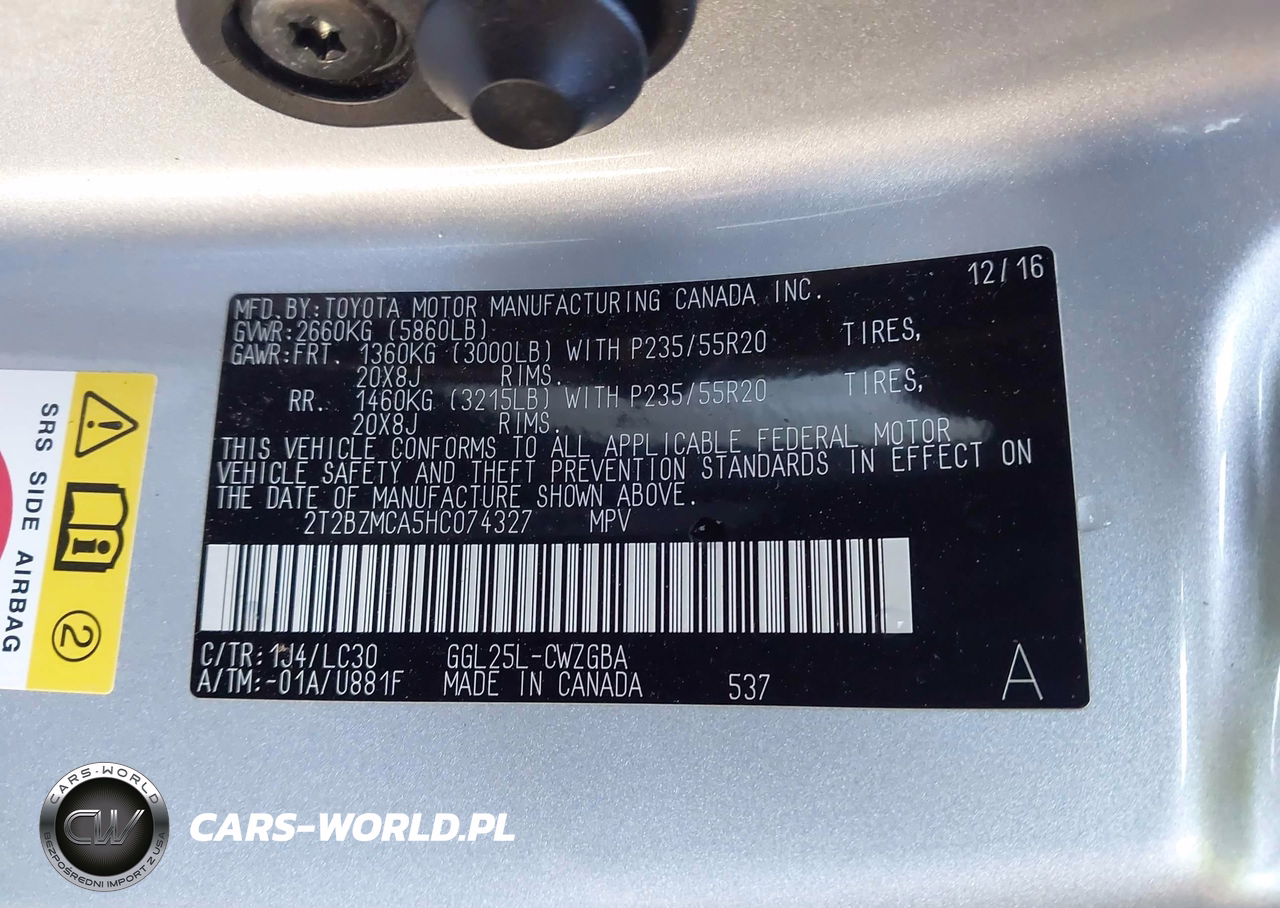 12/16
MFD.BY:TOYOTA MOTOR MANUFACTURING CANADA INC.
GVWR:2660KG (5860LB)
GAWR:FRT. 1360KG (3000LB) WITH P235/55R20 TIRES,
20X8J RIMS.
RR. 1460KG (3215LB) WITH P235/55R20 TIRES,
20X8J RIMS.
THIS VEHICLE CONFORMS TO ALL APPLICABLE FEDERAL MOTOR
VEHICLE SAFETY AND THEFT PREVENTION STANDARDS IN EFFECT ON
THE DATE OF MANUFACTURE SHOWN ABOVE.
2T2BZMCA5HC074327 MPV
C/TR: 1J4/LC30 GGL25L-CWZGBA
A/TM:-01A/U881F MADE IN CANADA 537 A
SRS SIDE AIRBAG
2
CARS-WORLD
CW
BEZPOŚREDNI IMPORT Z USA
CARS-WORLD.PL